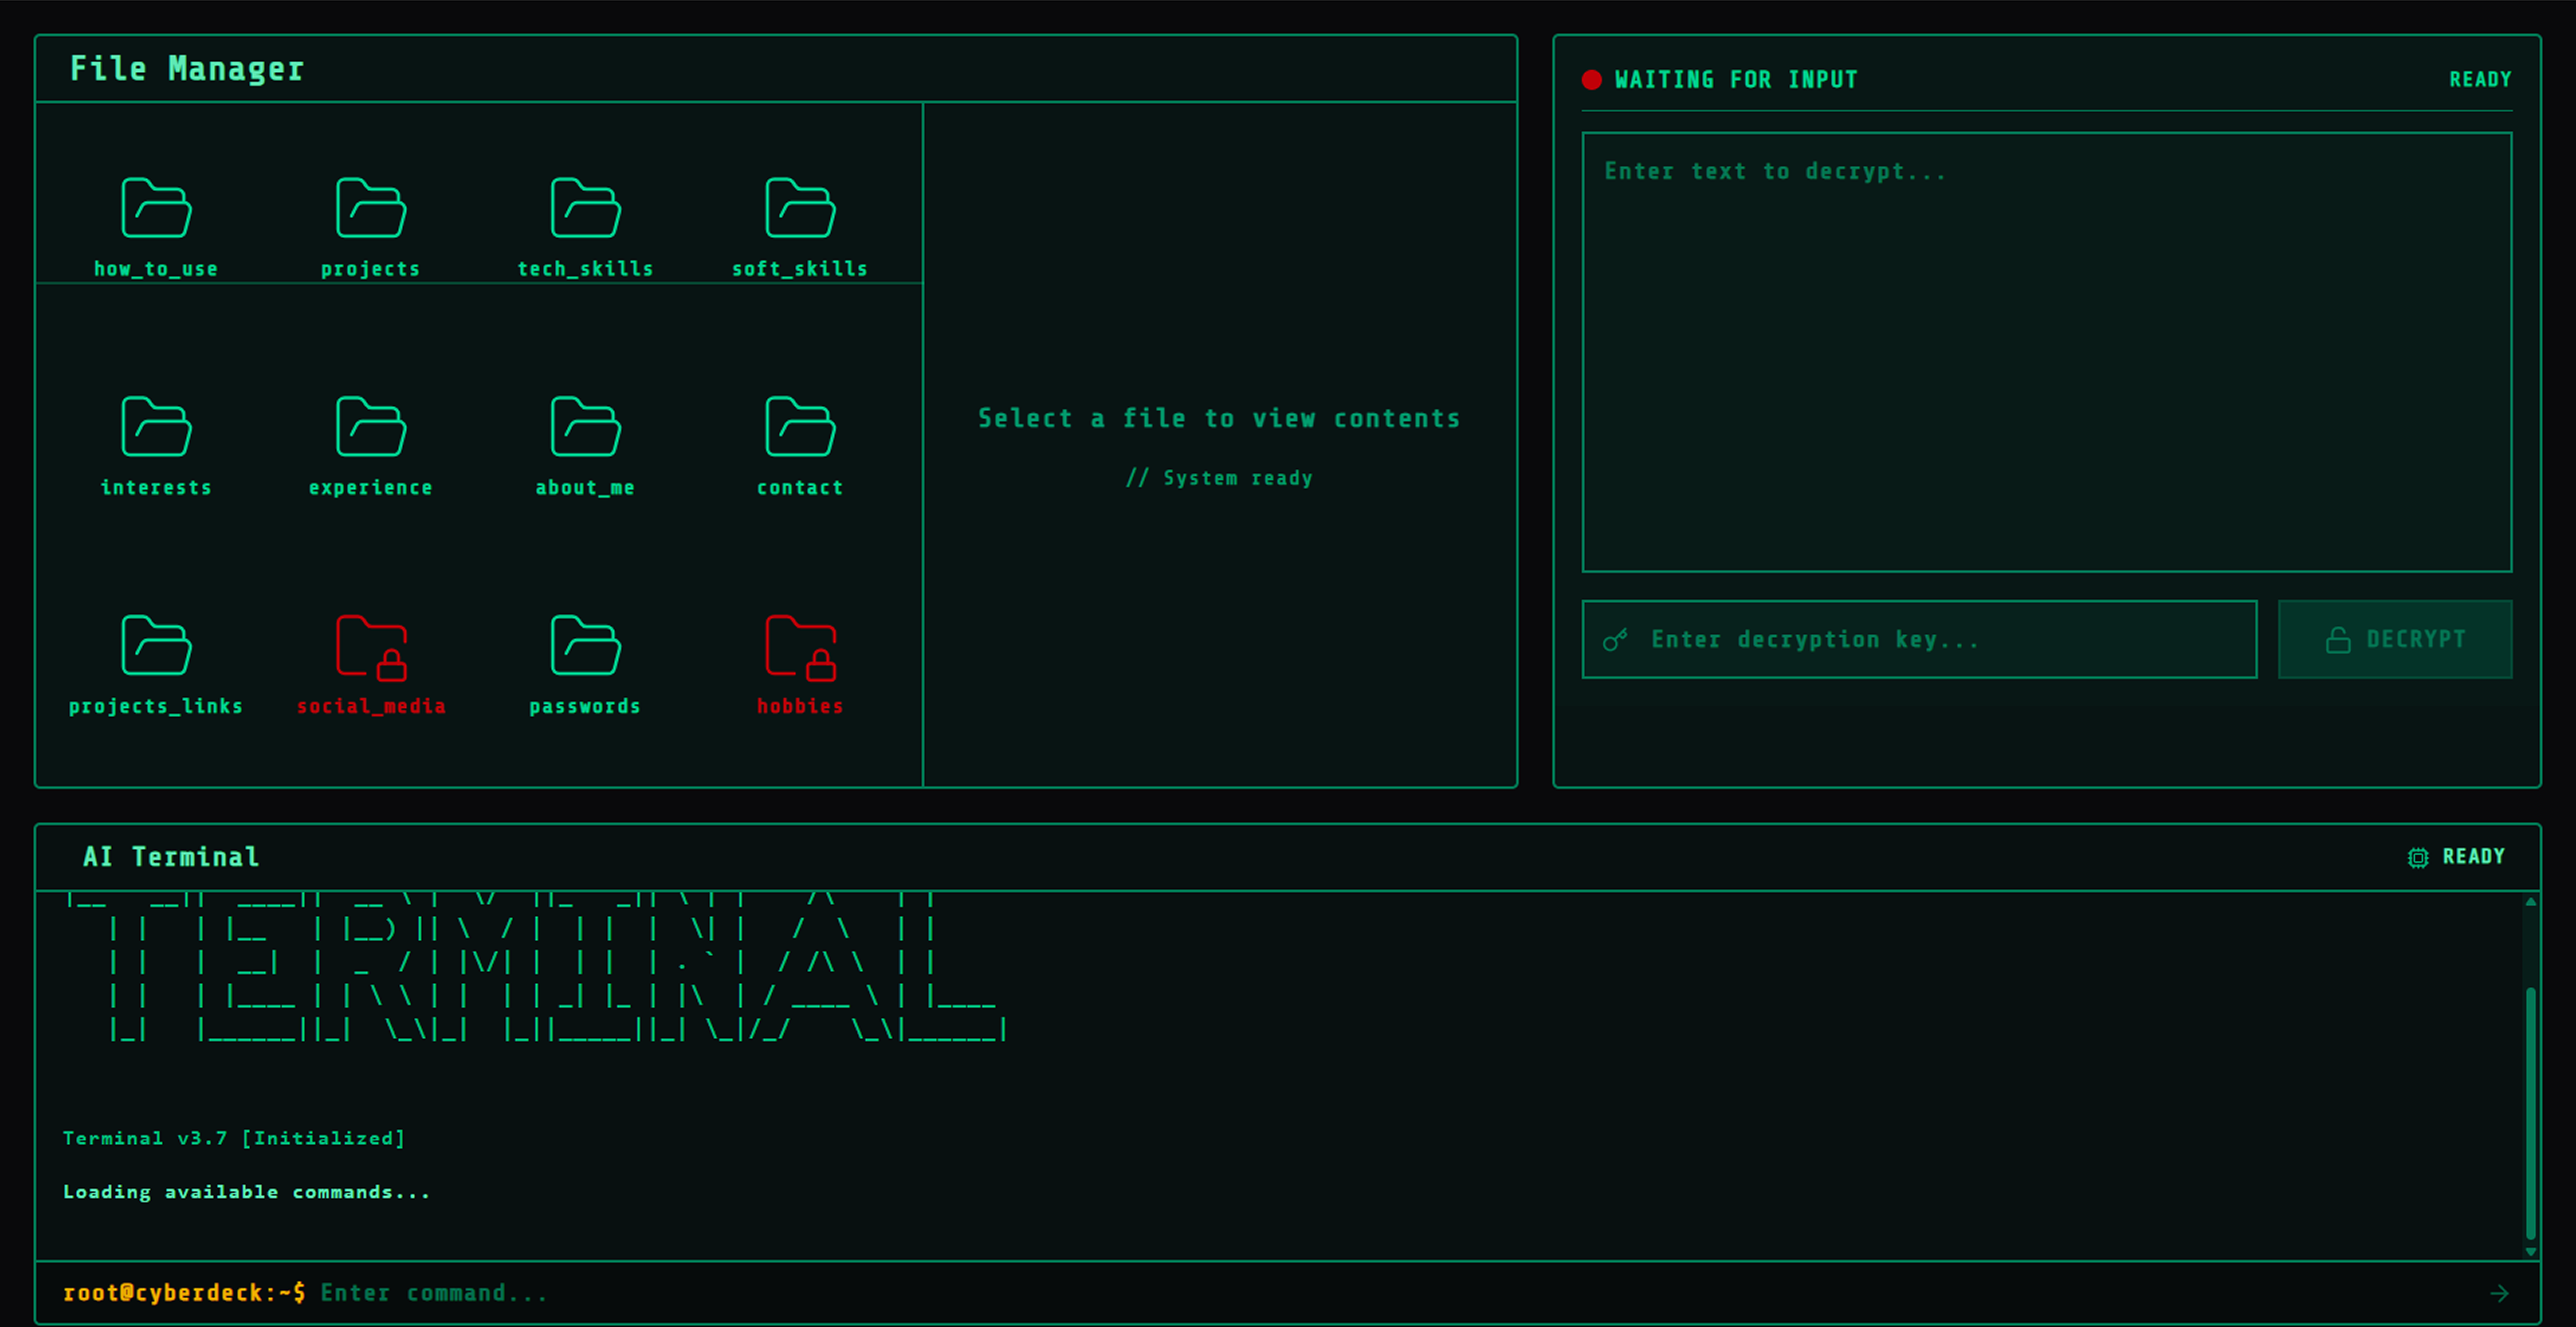 File Manager
how_to_use projects tech_skills soft_skills
interests experience about_me contact
projects_links social_media passwords hobbies
Select a file to view contents
// System ready
WAITING FOR INPUT READY
Enter text to decrypt...
Enter decryption key... DECRYPT
AI Terminal READY
TERMINAL
Terminal v3.7 [Initialized]
Loading available commands...
root@cyberdeck:~$ Enter command...